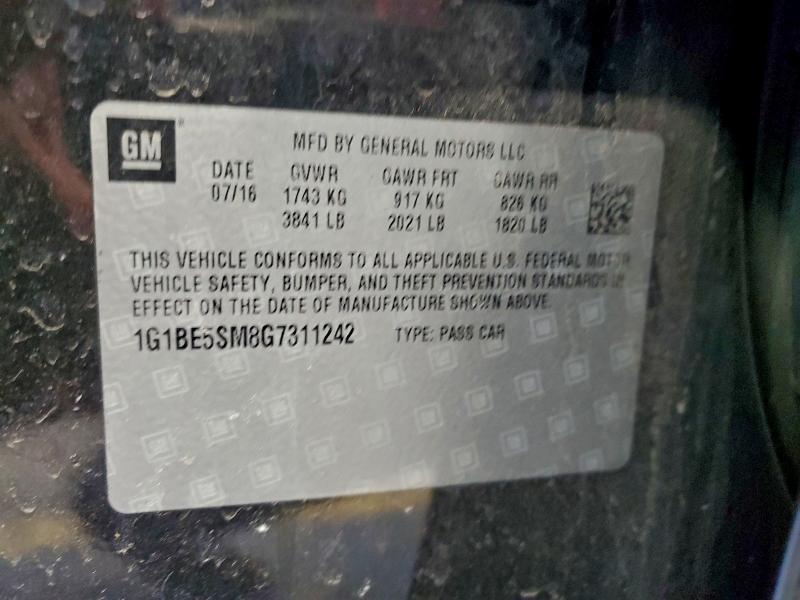 GM
MFD BY GENERAL MOTORS LLC
DATE GVWR GAWR FRT GAWR RR
07/16 1743 KG 917 KG 826 KG
3841 LB 2021 LB 1820 LB
THIS VEHICLE CONFORMS TO ALL APPLICABLE U.S. FEDERAL MOTOR
VEHICLE SAFETY, BUMPER, AND THEFT PREVENTION STANDARDS IN
EFFECT ON THE DATE OF MANUFACTURE SHOWN ABOVE.
1G1BE5SM8G7311242 TYPE: PASS CAR